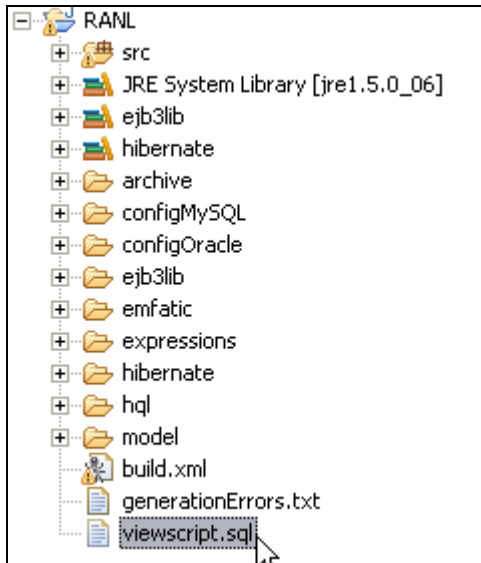 RANL
src
JRE System Library [jre1.5.0_06]
ejb3lib
hibernate
archive
configMySQL
configOracle
ejb3lib
emfatic
expressions
hibernate
hql
model
build.xml
generationErrors.txt
viewscript.sql